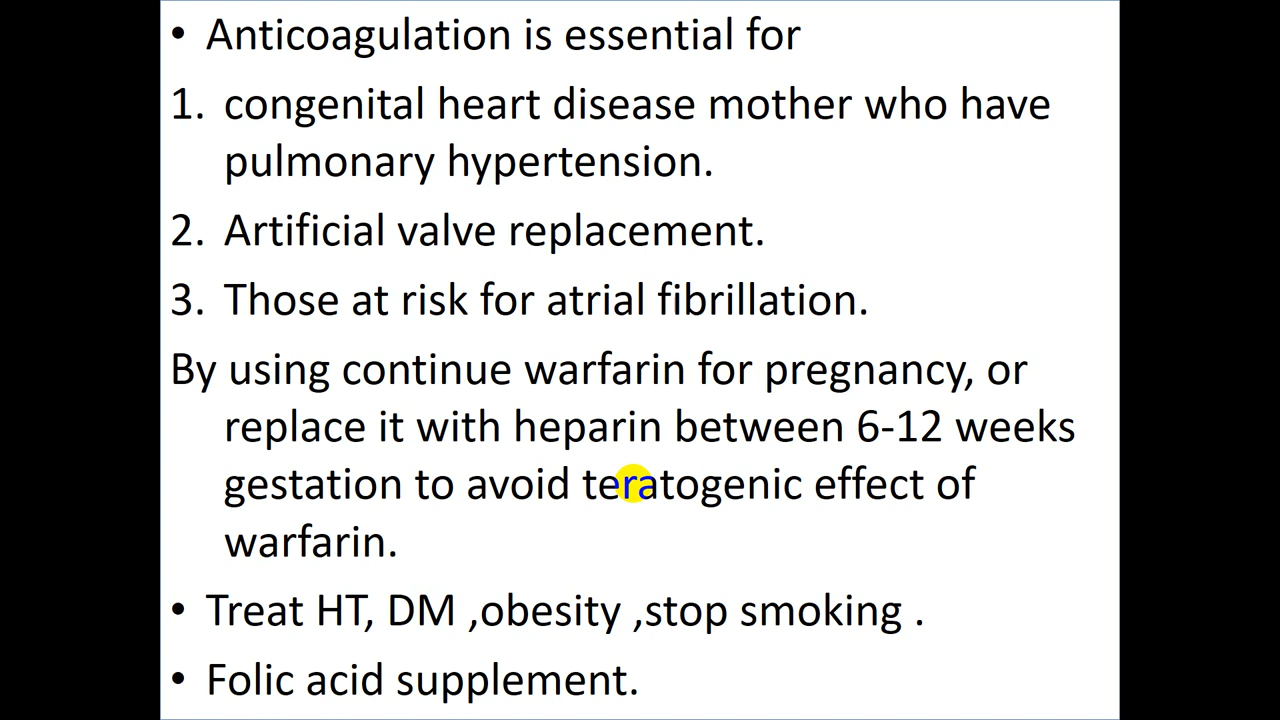 • Anticoagulation is essential for
1. congenital heart disease mother who have
pulmonary hypertension.
2. Artificial valve replacement.
3. Those at risk for atrial fibrillation.
By using continue warfarin for pregnancy, or
replace it with heparin between 6-12 weeks
gestation to avoid teratogenic effect of
warfarin.
• Treat HT, DM ,obesity ,stop smoking .
• Folic acid supplement.